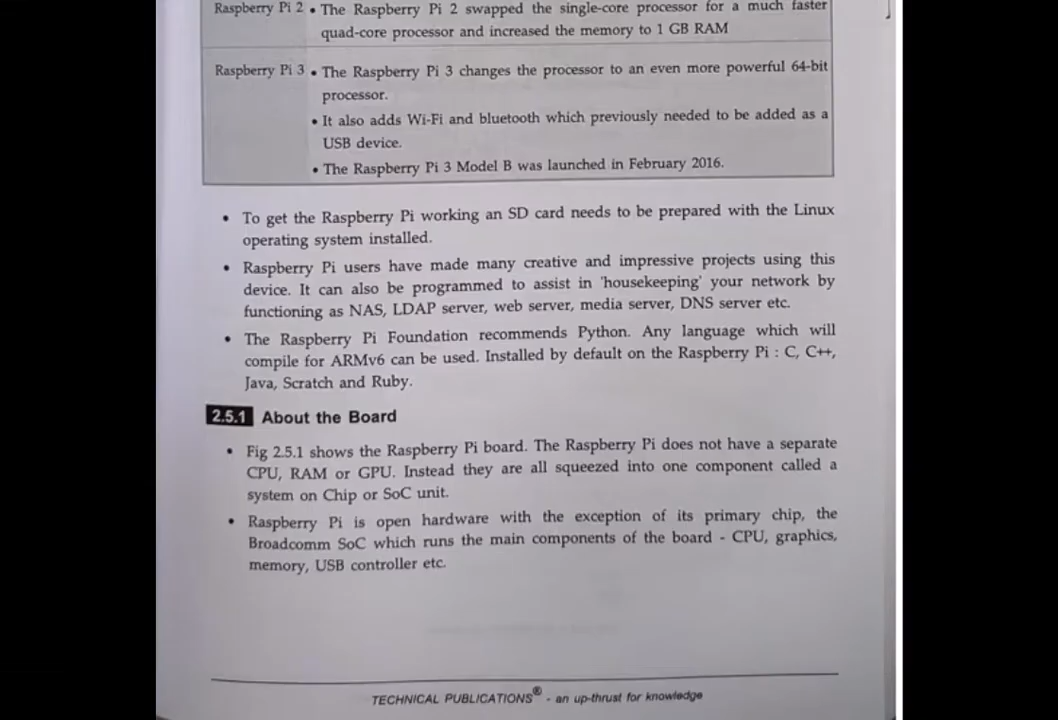 Raspberry Pi 2 • The Raspberry Pi 2 swapped the single-core processor for a much faster
quad-core processor and increased the memory to 1 GB RAM
Raspberry Pi 3 • The Raspberry Pi 3 changes the processor to an even more powerful 64-bit
processor.
• It also adds Wi-Fi and bluetooth which previously needed to be added as a
USB device.
• The Raspberry Pi 3 Model B was launched in February 2016.
• To get the Raspberry Pi working an SD card needs to be prepared with the Linux
operating system installed.
• Raspberry Pi users have made many creative and impressive projects using this
device. It can also be programmed to assist in 'housekeeping' your network by
functioning as NAS, LDAP server, web server, media server, DNS server etc.
• The Raspberry Pi Foundation recommends Python. Any language which will
compile for ARMv6 can be used. Installed by default on the Raspberry Pi : C, C++,
Java, Scratch and Ruby.
2.5.1 About the Board
• Fig 2.5.1 shows the Raspberry Pi board. The Raspberry Pi does not have a separate
CPU, RAM or GPU. Instead they are all squeezed into one component called a
system on Chip or SoC unit.
• Raspberry Pi is open hardware with the exception of its primary chip, the
Broadcomm SoC which runs the main components of the board - CPU, graphics,
memory, USB controller etc.
TECHNICAL PUBLICATIONS® - an up-thrust for knowledge